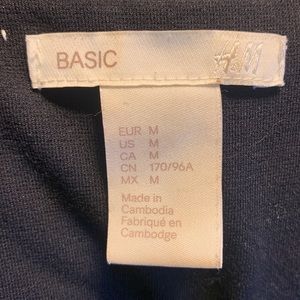 BASIC H&M
EUR M
US M
CA M
CN 170/96A
MX M
Made in
Cambodia
Fabriqué en
Cambodge